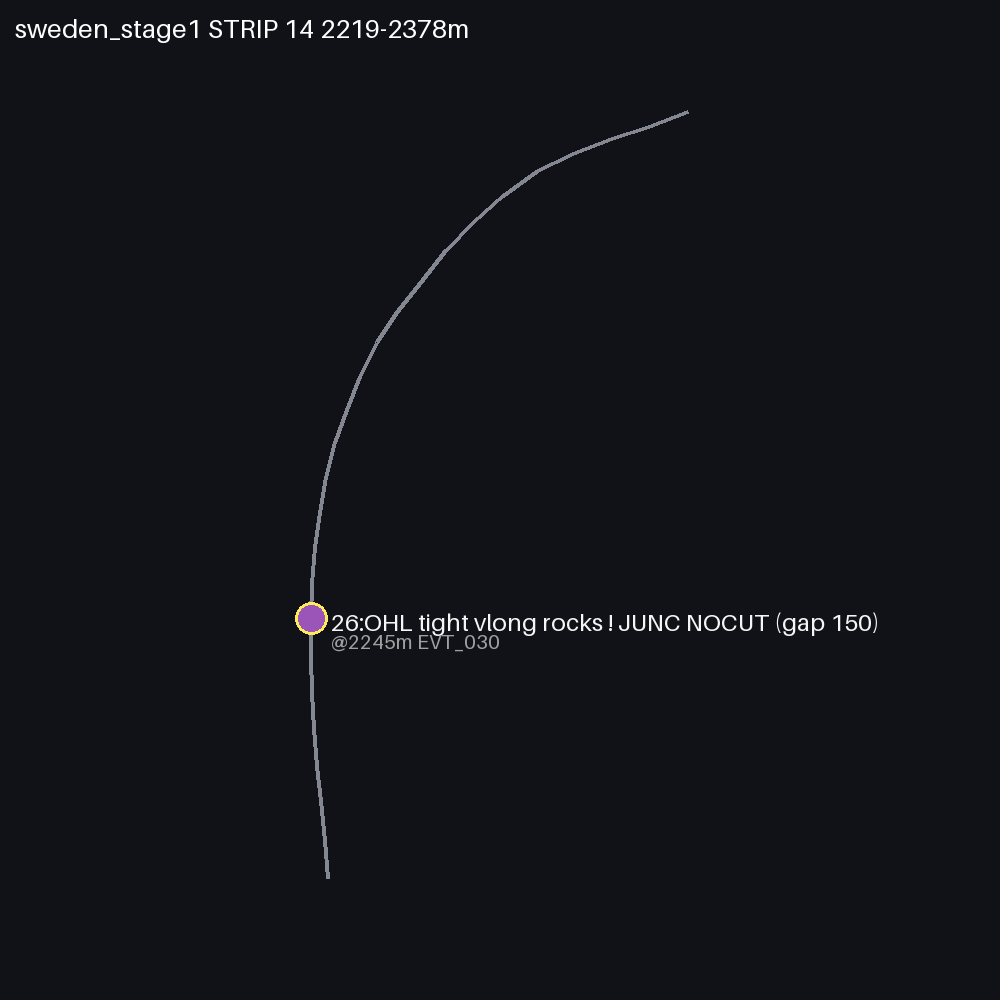 sweden_stage1 STRIP 14 2219-2378m
26:OHL tight vlong rocks ! JUNC NOCUT (gap 150)
@2245m EVT_030